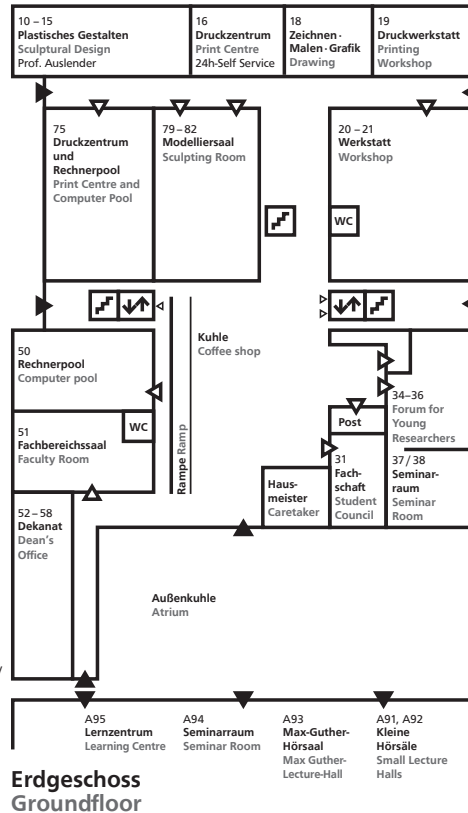 10 – 15
Plastisches Gestalten
Sculptural Design
Prof. Auslender
16
Druckzentrum
Print Centre
24h-Self Service
18
Zeichnen ·
Malen · Grafik
Drawing
19
Druckwerkstatt
Printing
Workshop
75
Druckzentrum
und
Rechnerpool
Print Centre and
Computer Pool
79 – 82
Modelliersaal
Sculpting Room
20 – 21
Werkstatt
Workshop
WC
Kuhle
Coffee shop
50
Rechnerpool
Computer pool
WC
51
Fachbereichssaal
Faculty Room
Rampe Ramp
34–36
Forum for
Young
Researchers
Post
31
Fach-
schaft
Student
Council
37 / 38
Seminar-
raum
Seminar
Room
Haus-
meister
Caretaker
52 – 58
Dekanat
Dean's
Office
Außenkuhle
Atrium
A95
Lernzentrum
Learning Centre
A94
Seminarraum
Seminar Room
A93
Max-Guther-
Hörsaal
Max Guther-
Lecture-Hall
A91, A92
Kleine
Hörsäle
Small Lecture
Halls
Erdgeschoss
Groundfloor